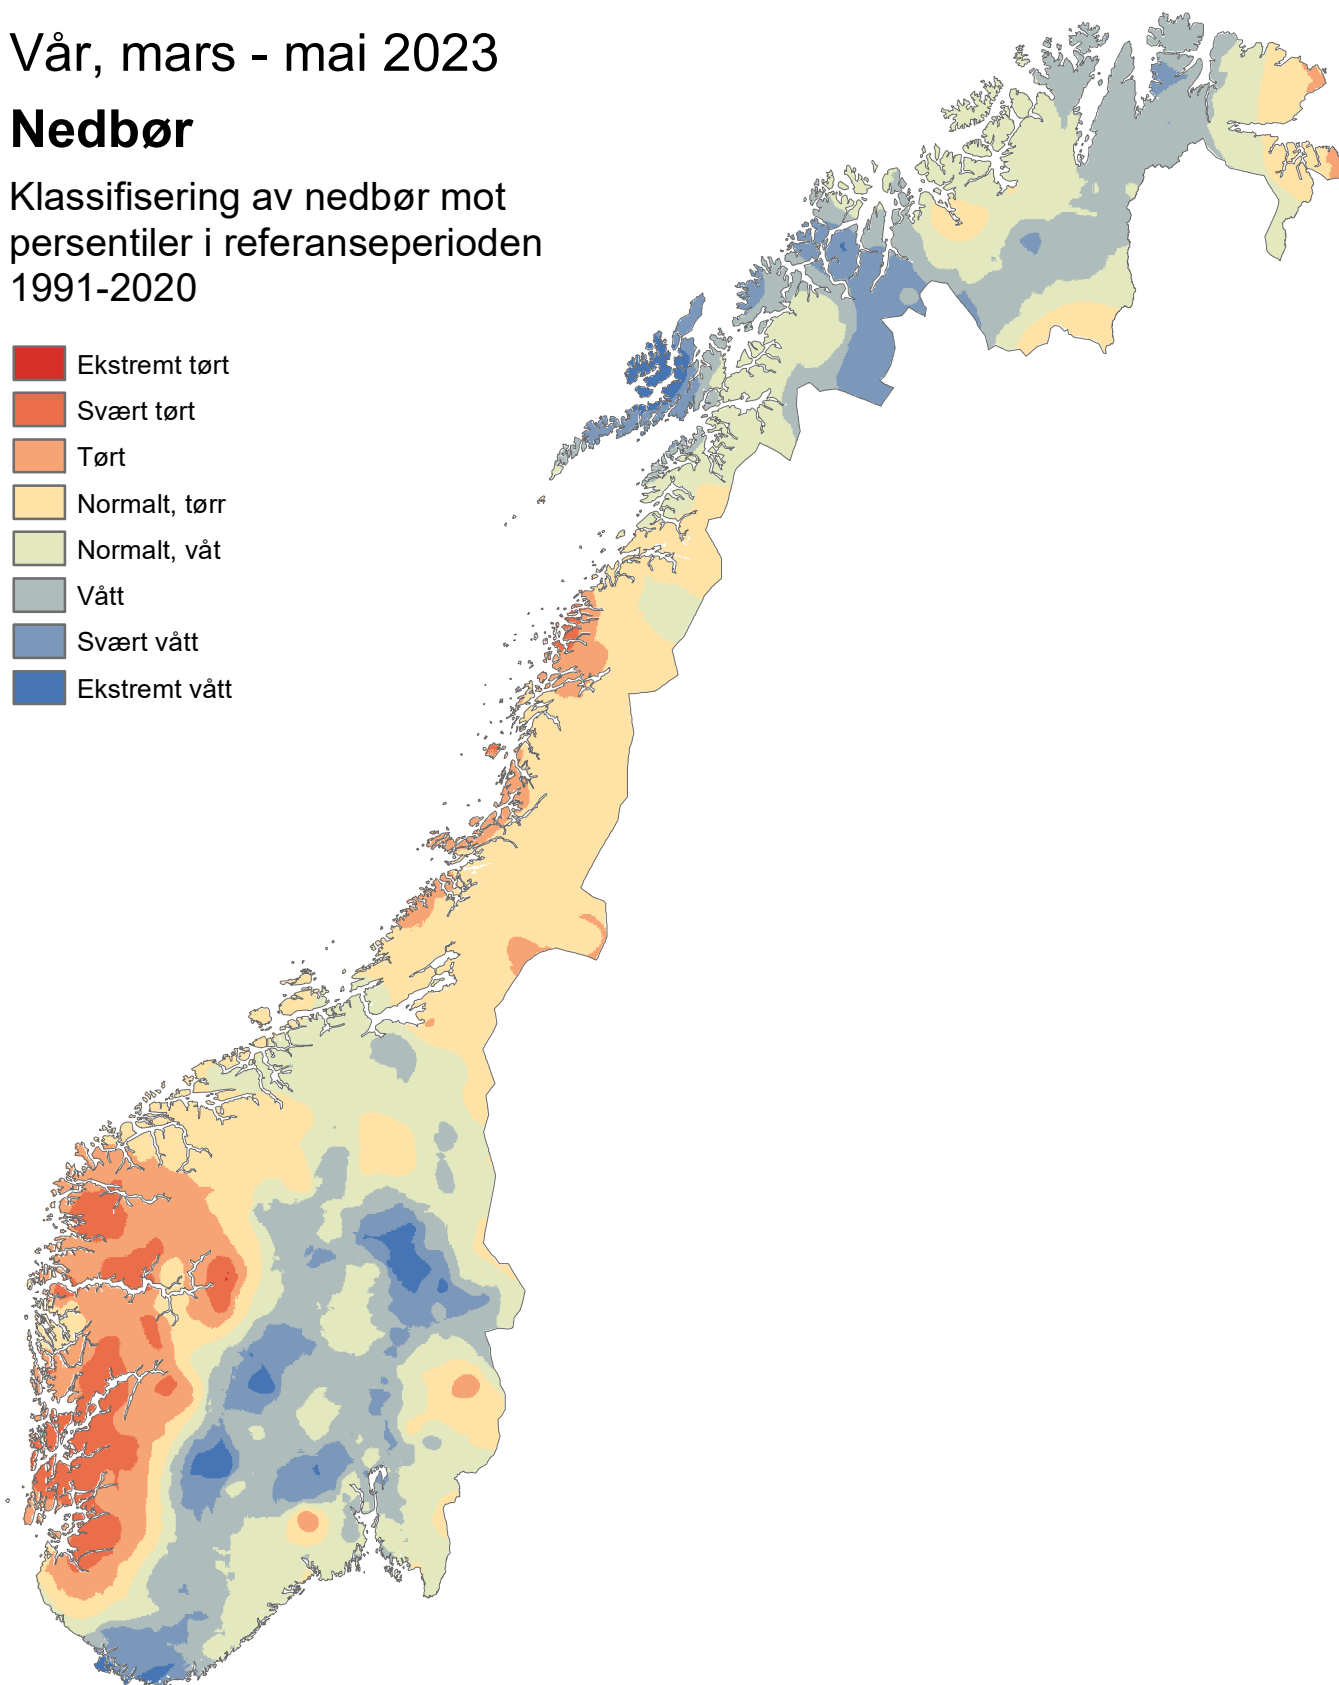 Vår, mars - mai 2023
Nedbør
Klassifisering av nedbør mot
persentiler i referanseperioden
1991-2020
Ekstremt tørt
Svært tørt
Tørt
Normalt, tørr
Normalt, våt
Vått
Svært vått
Ekstremt vått